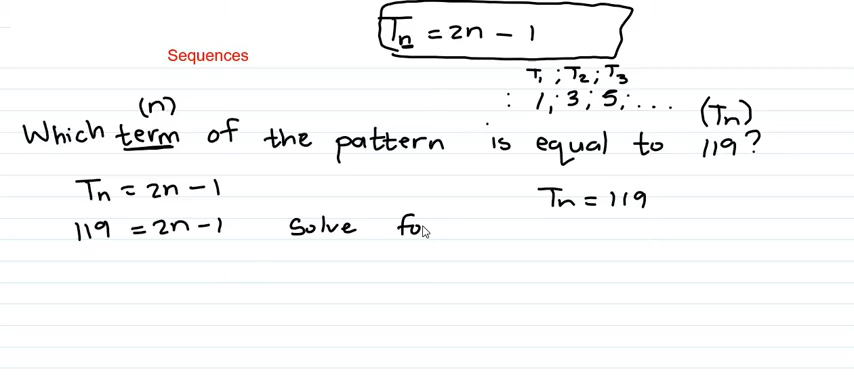 Tn = 2n - 1
Sequences
T1 ; T2 ; T3
(n) : 1 ; 3 ; 5 ; ... (Tn)
Which term of the pattern is equal to 119?
Tn = 2n - 1 Tn = 119
119 = 2n - 1 Solve fo